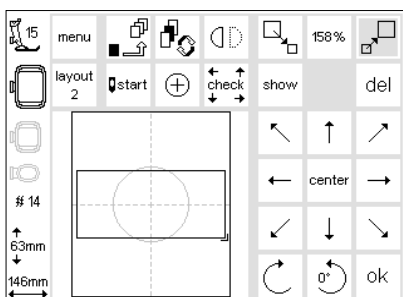 15
menu
158%
layout
2
start
check
show
del
center
# 14
63mm
146mm
0°
ok